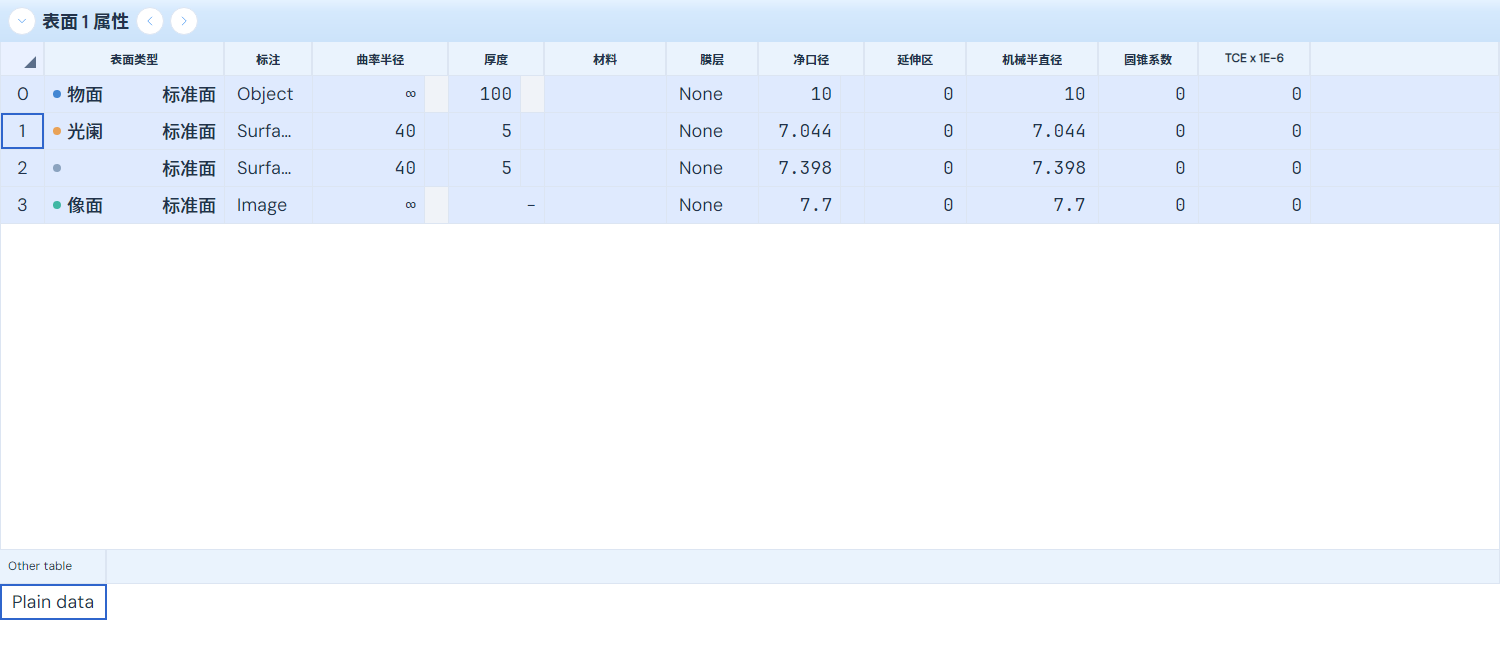 表面 1 属性
表面类型 标注 曲率半径 厚度 材料 膜层 净口径 延伸区 机械半直径 圆锥系数 TCE x 1E-6
0 物面 标准面 Object ∞ 100 None 10 0 10 0 0
1 光阑 标准面 Surfa... 40 5 None 7.044 0 7.044 0 0
2 标准面 Surfa... 40 5 None 7.398 0 7.398 0 0
3 像面 标准面 Image ∞ - None 7.7 0 7.7 0 0
Other table
Plain data